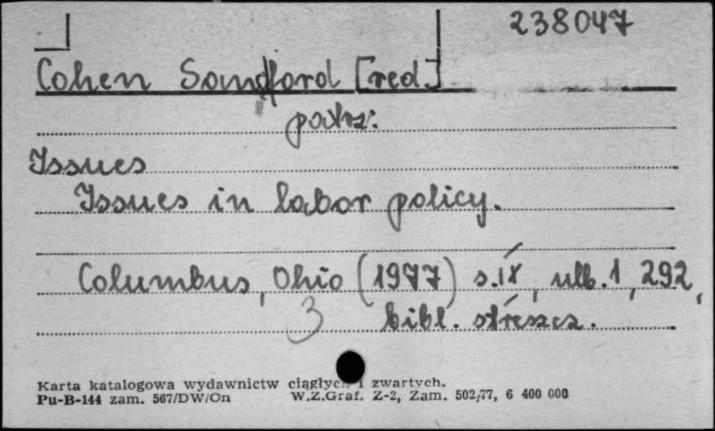 238047
Cohen Sandford [red.]
patrz:
Issues
Issues in labor policy.
Columbus, Ohio (1977) s. IX, nlb. 1, 292,
3 bibl. streszcz.
Karta katalogowa wydawnictw ciągłych i zwartych.
Pu-B-144 zam. 567/DW/On W.Z.Graf. Z-2, Zam. 502/77, 6 400 000